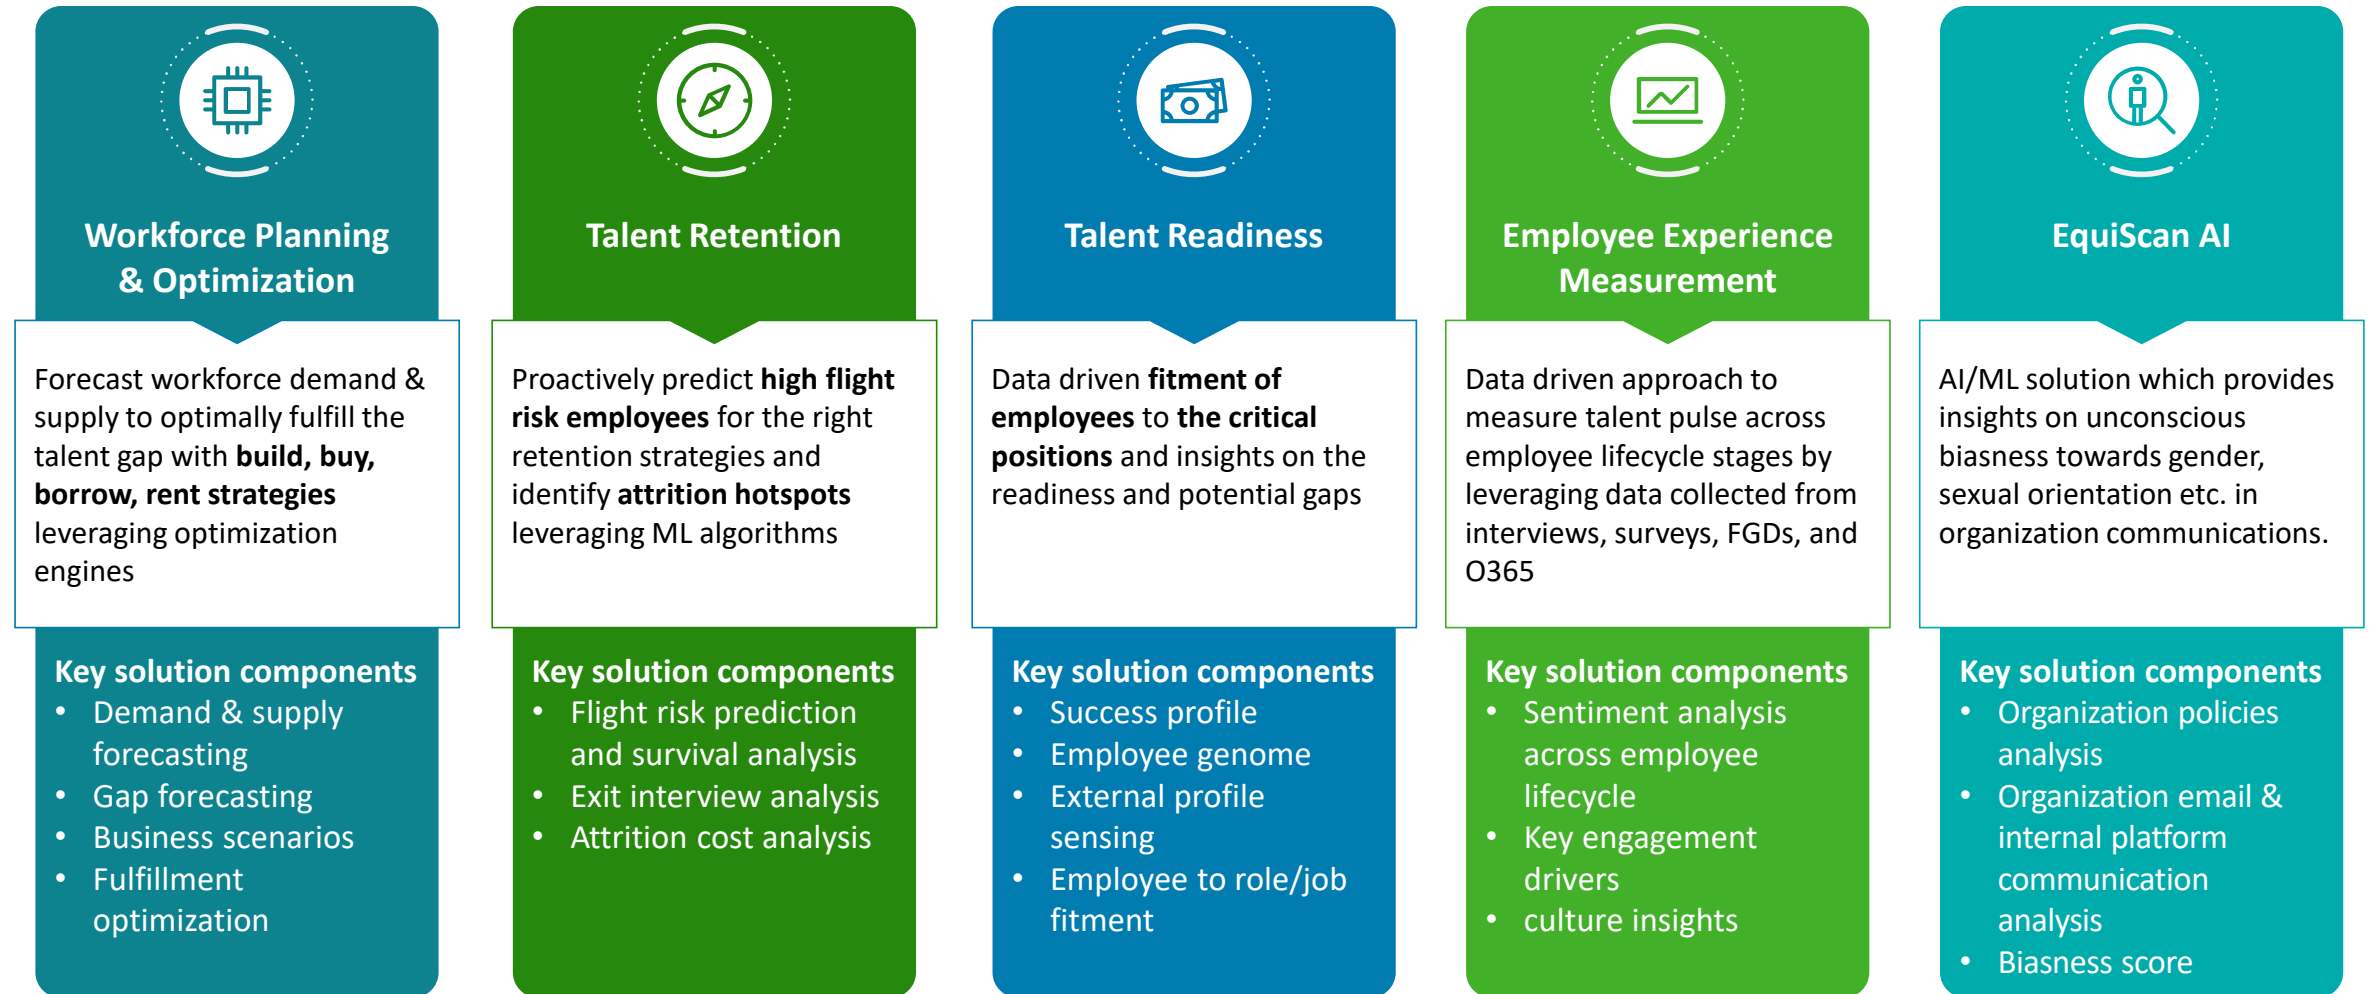 Workforce Planning
& Optimization
Forecast workforce demand &
supply to optimally fulfill the
talent gap with build, buy,
borrow, rent strategies
leveraging optimization
engines
Key solution components
• Demand & supply
forecasting
• Gap forecasting
• Business scenarios
• Fulfillment
optimization
Talent Retention
Proactively predict high flight
risk employees for the right
retention strategies and
identify attrition hotspots
leveraging ML algorithms
Key solution components
• Flight risk prediction
and survival analysis
• Exit interview analysis
• Attrition cost analysis
Talent Readiness
Data driven fitment of
employees to the critical
positions and insights on the
readiness and potential gaps
Key solution components
• Success profile
• Employee genome
• External profile
sensing
• Employee to role/job
fitment
Employee Experience
Measurement
Data driven approach to
measure talent pulse across
employee lifecycle stages by
leveraging data collected from
interviews, surveys, FGDs, and
O365
Key solution components
• Sentiment analysis
across employee
lifecycle
• Key engagement
drivers
• culture insights
EquiScan AI
AI/ML solution which provides
insights on unconscious
biasness towards gender,
sexual orientation etc. in
organization communications.
Key solution components
• Organization policies
analysis
• Organization email &
internal platform
communication
analysis
• Biasness score